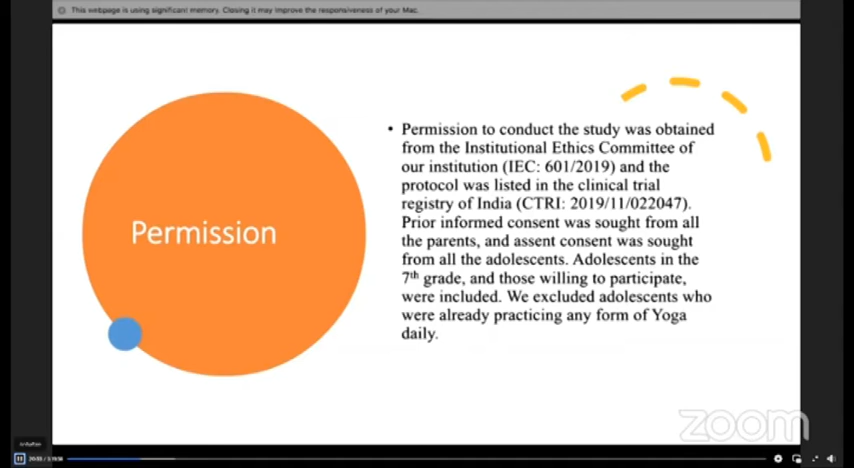 This webpage is using significant memory. Closing it may improve the responsiveness of your Mac.
Permission
• Permission to conduct the study was obtained
from the Institutional Ethics Committee of
our institution (IEC: 601/2019) and the
protocol was listed in the clinical trial
registry of India (CTRI: 2019/11/022047).
Prior informed consent was sought from all
the parents, and assent consent was sought
from all the adolescents. Adolescents in the
7th grade, and those willing to participate,
were included. We excluded adolescents who
were already practicing any form of Yoga
daily.
zoom